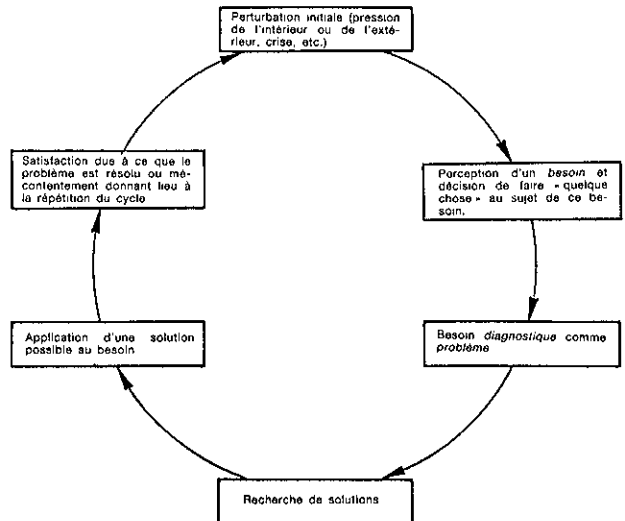 Perturbation initiale (pression
de l'intérieur ou de l'exté-
rieur, crise, etc.)
Perception d'un besoin et
décision de faire « quelque
chose » au sujet de ce be-
soin.
Besoin diagnostique comme
problème
Recherche de solutions
Application d'une solution
possible au besoin
Satisfaction due à ce que le
problème est résolu ou mé-
contentement donnant lieu à
la répétition du cycle